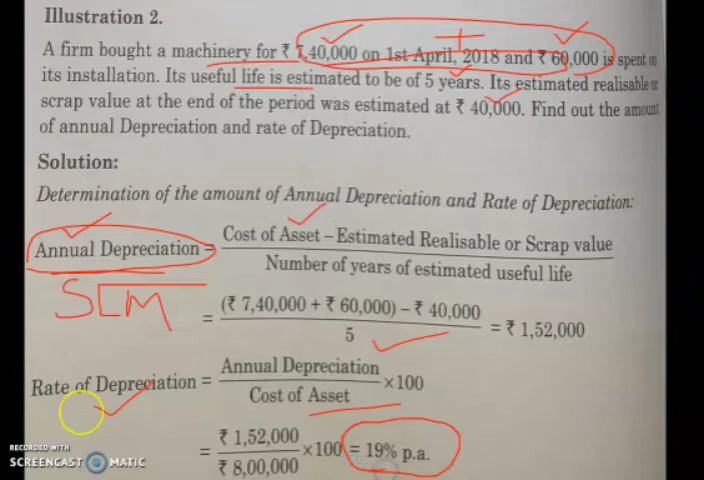 Illustration 2.
A firm bought a machinery for ₹ 7,40,000 on 1st April, 2018 and ₹ 60,000 is spent on
its installation. Its useful life is estimated to be of 5 years. Its estimated realisable or
scrap value at the end of the period was estimated at ₹ 40,000. Find out the amount
of annual Depreciation and rate of Depreciation.
Solution:
Determination of the amount of Annual Depreciation and Rate of Depreciation:
Annual Depreciation = Cost of Asset – Estimated Realisable or Scrap value
Number of years of estimated useful life
SLM
= (₹ 7,40,000 + ₹ 60,000) – ₹ 40,000
5
= ₹ 1,52,000
Rate of Depreciation = Annual Depreciation
Cost of Asset
×100
= ₹ 1,52,000
₹ 8,00,000
×100 = 19% p.a.
RECORDED WITH
SCREENCAST MATIC